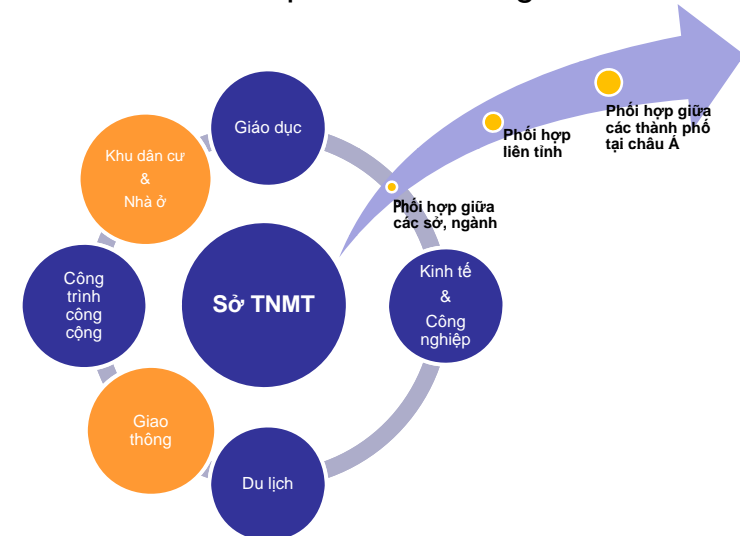 Giáo dục
Khu dân cư
&
Nhà ở
Công
trình
công
cộng
Sở TNMT
Kinh tế
&
Công
nghiệp
Giao
thông
Du lịch
Phối hợp giữa
các sở, ngành
Phối hợp
liên tỉnh
Phối hợp giữa
các thành phố
tại châu Á